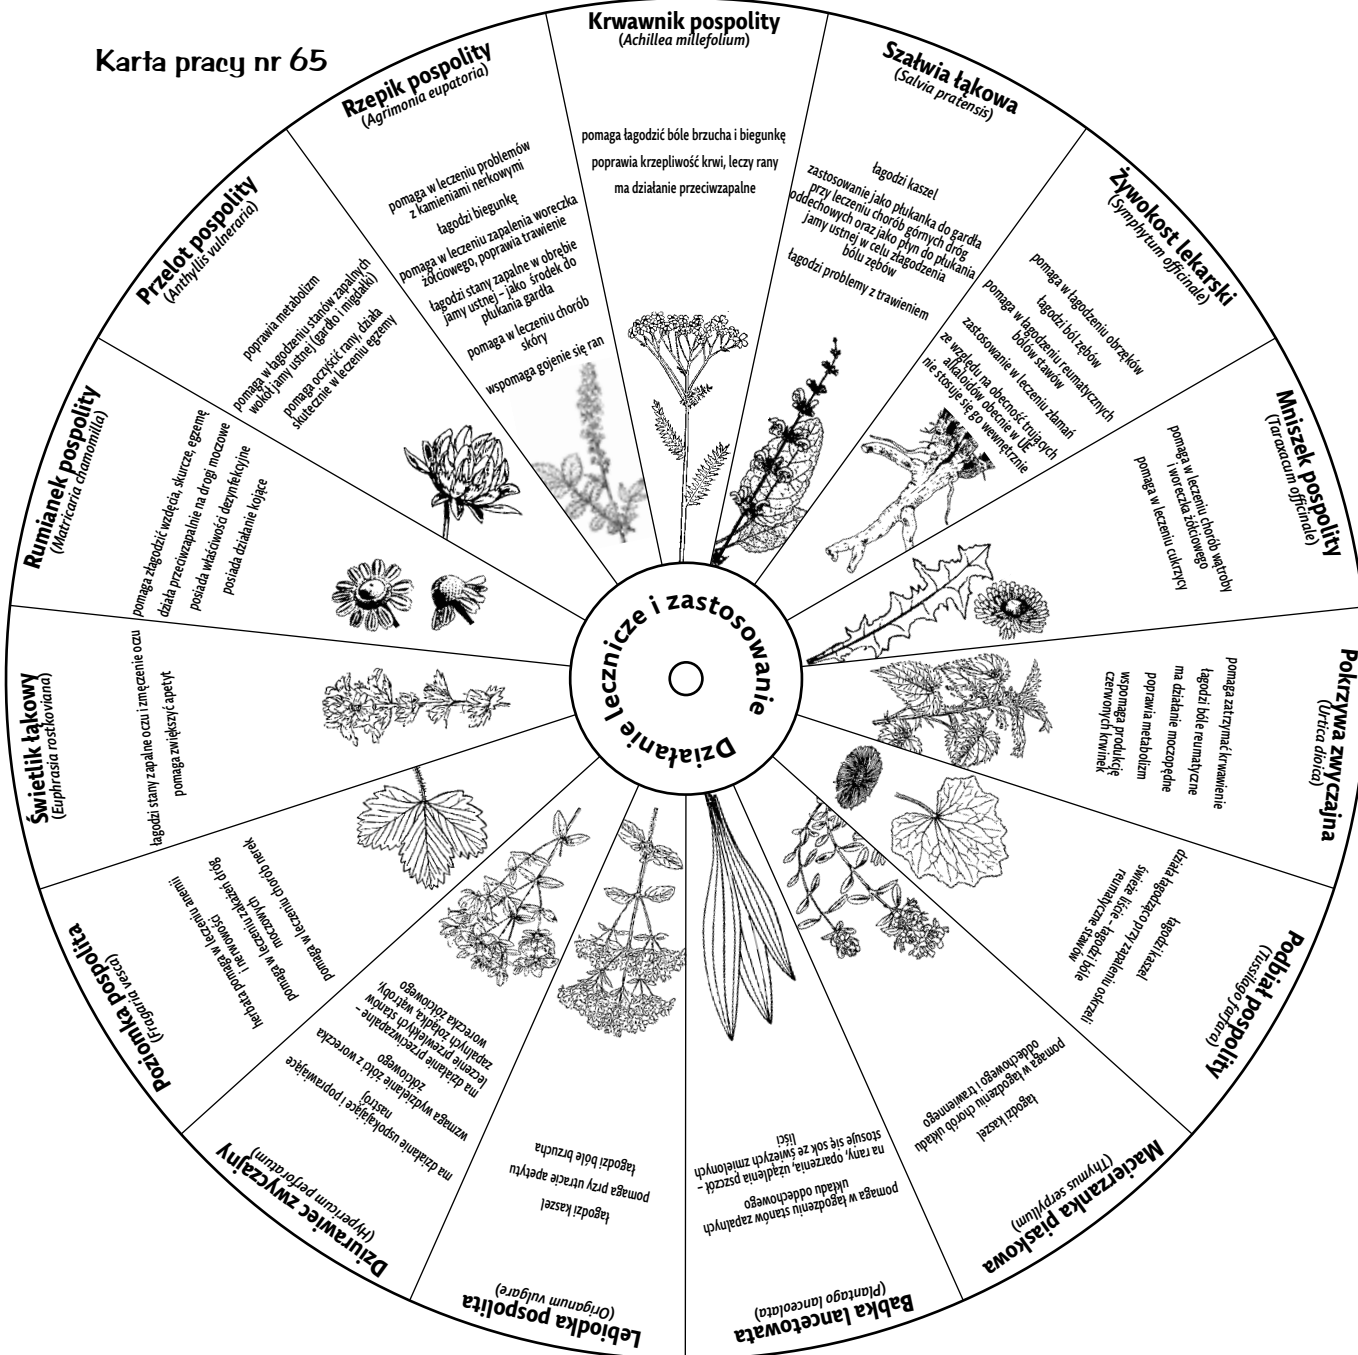 Karta pracy nr 65
Krwawnik pospolity
(Achillea millefolium)
pomaga łagodzić bóle brzucha i biegunkę
poprawia krzepliwość krwi, leczy rany
ma działanie przeciwzapalne
Szałwia łąkowa
(Salvia pratensis)
łagodzi kaszel
zastosowanie jako płukanka do gardła
przy leczeniu chorób górnych dróg
oddechowych oraz jako płyn do płukania
jamy ustnej w celu złagodzenia
bólu zębów
łagodzi problemy z trawieniem
Żywokost lekarski
(Symphytum officinale)
pomaga w łagodzeniu obrzęków
łagodzi ból zębów
pomaga w łagodzeniu reumatycznych
bólów stawów
zastosowanie w leczeniu złamań
ze względu na obecność trujących
alkaloidów obecnie w UE
nie stosuje się go wewnętrznie
Mniszek pospolity
(Taraxacum officinale)
pomaga w leczeniu chorób wątroby
i woreczka żółciowego
pomaga w leczeniu cukrzycy
Pokrzywa zwyczajna
(Urtica dioica)
pomaga zatrzymać krwawienie
łagodzi bóle reumatyczne
ma działanie moczopędne
poprawia metabolizm
wspomaga produkcję
czerwonych krwinek
Podbiał pospolity
(Tussilago farfara)
działa łagodząco przy zapaleniu oskrzeli
łagodzi kaszel
świeże liście – łagodzi bóle
reumatyczne stawów
Macierzanka piaskowa
(Thymus serpyllum)
łagodzi kaszel
pomaga w łagodzeniu chorób układu
oddechowego i trawiennego
Babka lancetowata
(Plantago lanceolata)
pomaga w łagodzeniu stanów zapalnych
układu oddechowego
na rany, oparzenia, użądlenia pszczół –
stosuje się sok ze świeżych zmielonych
liści
Lebiodka pospolita
(Origanum vulgare)
łagodzi kaszel
pomaga przy utracie apetytu
łagodzi bóle brzucha
Dziurawiec zwyczajny
(Hypericum perforatum)
ma działanie uspokajające i poprawiające
nastrój
wzmaga wydzielanie żółci z woreczka
żółciowego
ma działanie przeciwzapalne –
leczenie przewlekłych stanów
zapalnych żołądka, wątroby,
woreczka żółciowego
Poziomka pospolita
(Fragaria vesca)
herbata pomaga w leczeniu anemii
i nerwowości
pomaga w leczeniu zakażeń dróg
moczowych
pomaga w leczeniu chorób nerek
Świetlik łąkowy
(Euphrasia rostkoviana)
łagodzi stany zapalne oczu i zmęczenie oczu
pomaga zwiększyć apetyt
Rumianek pospolity
(Matricaria chamomilla)
pomaga złagodzić wzdęcia, skurcze, egzemę
działa przeciwzapalnie na drogi moczowe
posiada właściwości dezynfekcyjne
posiada działanie kojące
Przelot pospolity
(Anthyllis vulneraria)
poprawia metabolizm
pomaga w łagodzeniu stanów zapalnych
wokół jamy ustnej (gardło i migdałki)
pomaga oczyścić rany, działa
skutecznie w leczeniu egzemy
Rzepik pospolity
(Agrimonia eupatoria)
pomaga w leczeniu problemów
z kamieniami nerkowymi
łagodzi biegunkę
pomaga w leczeniu zapalenia woreczka
żółciowego, poprawia trawienie
łagodzi stany zapalne w obrębie
jamy ustnej – jako środek do
płukania gardła
pomaga w leczeniu chorób
skóry
wspomaga gojenie się ran
Działanie lecznicze i zastosowanie